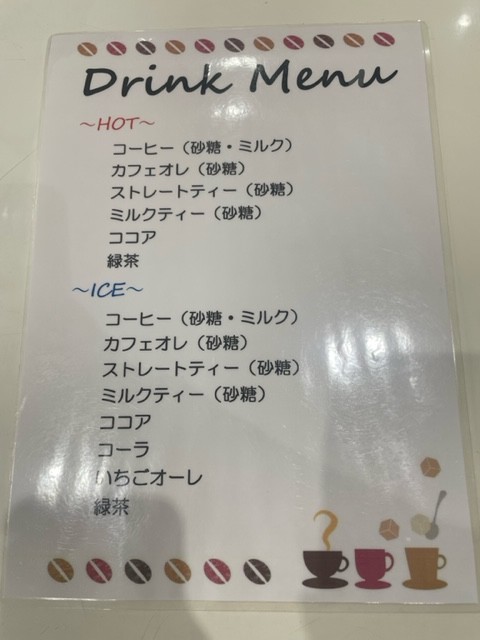 Drink Menu
～HOT～
コーヒー（砂糖・ミルク）
カフェオレ（砂糖）
ストレートティー（砂糖）
ミルクティー（砂糖）
ココア
緑茶
～ICE～
コーヒー（砂糖・ミルク）
カフェオレ（砂糖）
ストレートティー（砂糖）
ミルクティー（砂糖）
ココア
コーラ
いちごオーレ
緑茶